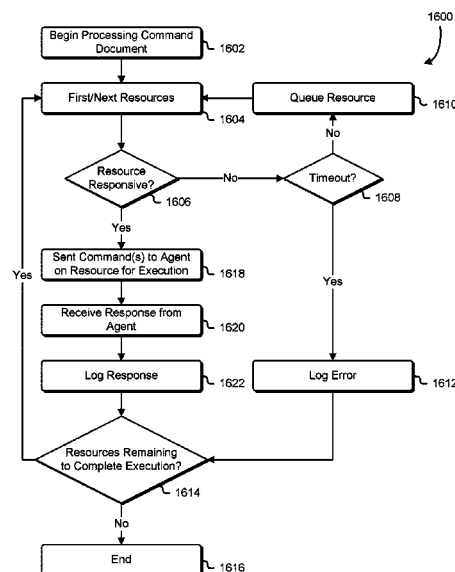 1600
Begin Processing Command
Document
1602
First/Next Resources
1604
Queue Resource
1610
No
Resource
Responsive?
1606
No
Timeout?
1608
Yes
Yes
Sent Command(s) to Agent
on Resource for Execution
1618
Yes
Receive Response from
Agent
1620
Log Response
1622
Log Error
1612
Resources Remaining
to Complete Execution?
1614
No
End
1616